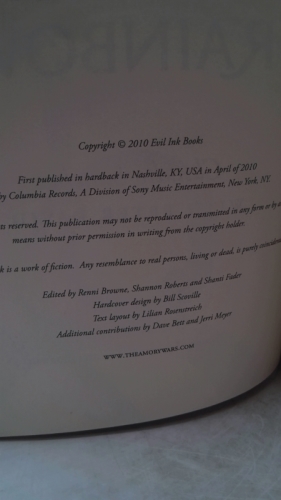 Copyright © 2010 Evil Ink Books
First published in hardback in Nashville, KY, USA in April of 2010
by Columbia Records, A Division of Sony Music Entertainment, New York, NY
ts reserved. This publication may not be reproduced or transmitted in any form or by
means without prior permission in writing from the copyright holder.
k is a work of fiction. Any resemblance to real persons, living or dead, is purely
Edited by Renni Browne, Shannon Roberts and Shanti Fader
Hardcover design by Bill Scoville
Text layout by Lilian Rosenstreich
Additional contributions by Dave Bett and Jerri Meyer
WWW.THEAMORYWARS.COM